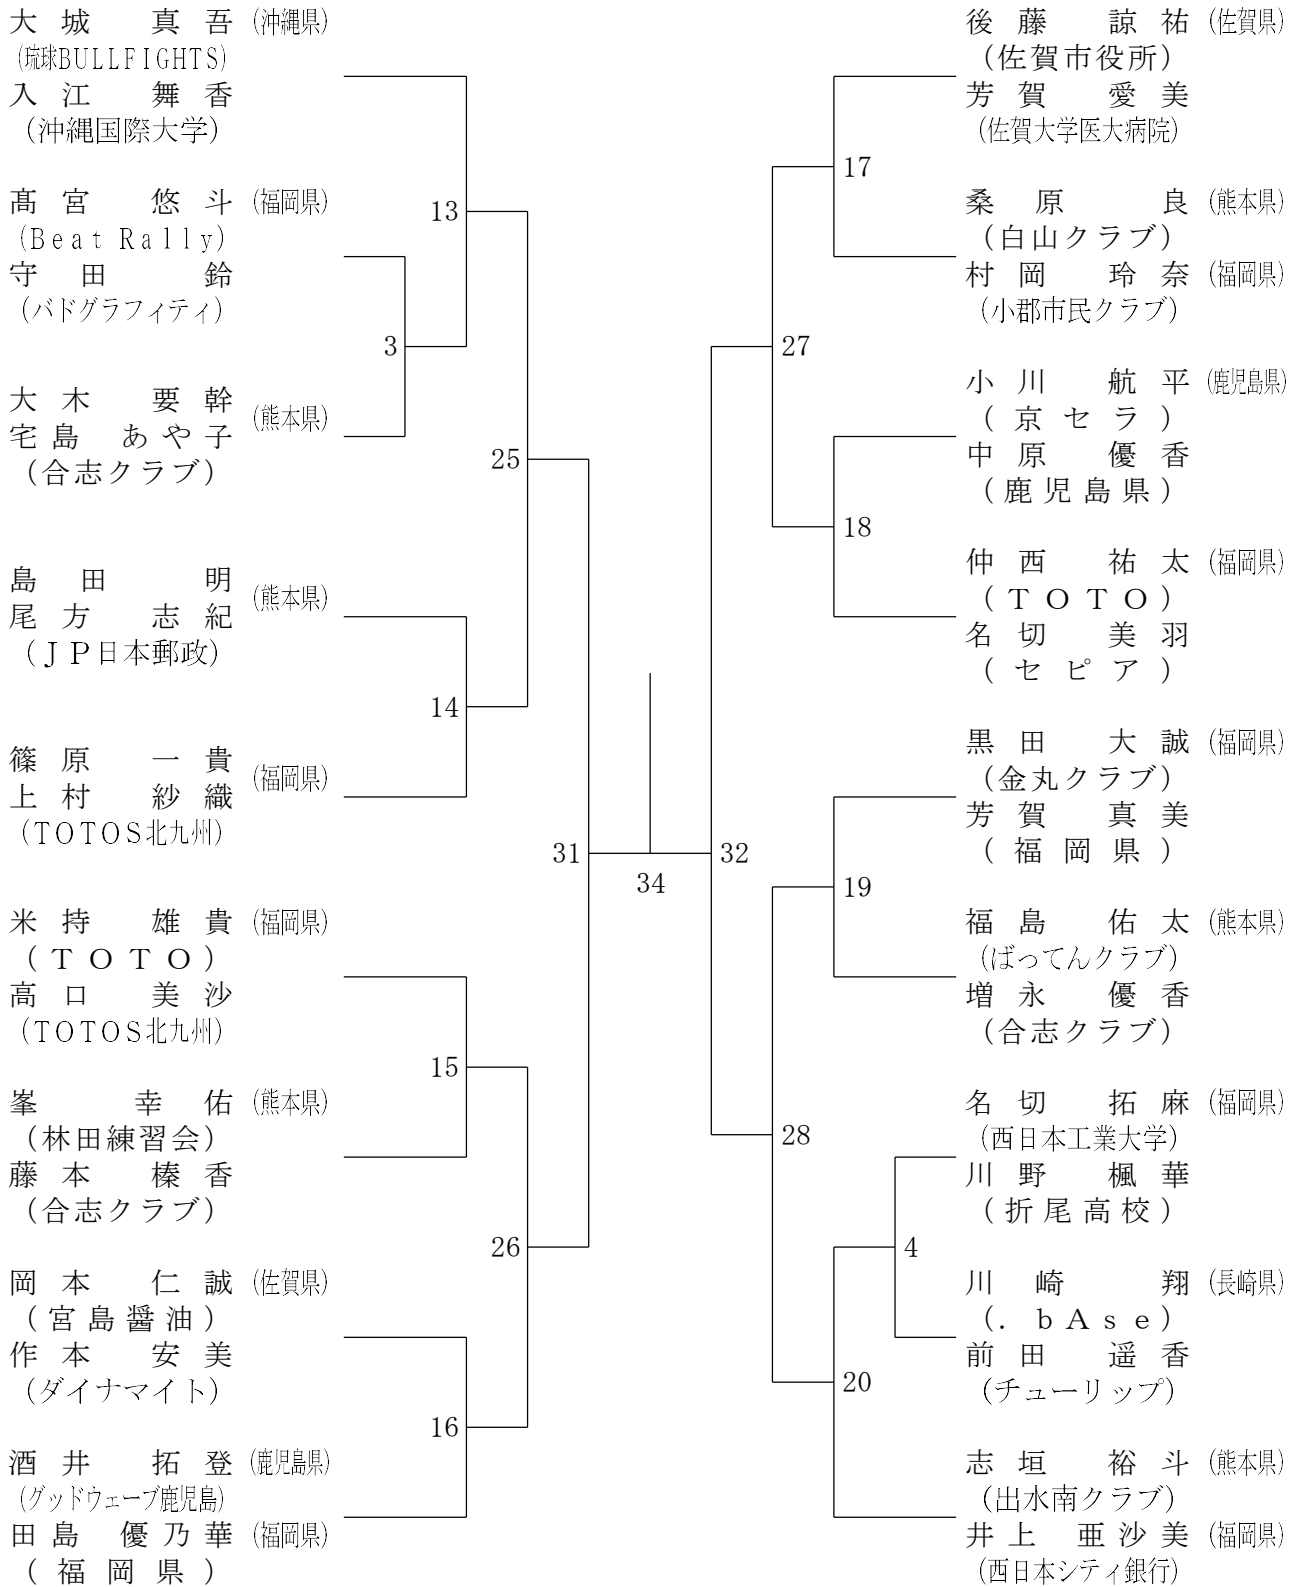 大城 真吾 (沖縄県)
(琉球BULLFIGHTS)
入江 舞香
(沖縄国際大学)
髙宮 悠斗 (福岡県)
(Beat Rally)
守田 鈴
(バドグラフィティ)
大木 要幹
宅島 あや子 (熊本県)
(合志クラブ)
島田 明
尾方 志紀 (熊本県)
(JP日本郵政)
篠原 一貴
上村 紗織 (福岡県)
(TOTOS北九州)
米持 雄貴 (福岡県)
(TOTO)
高口 美沙
(TOTOS北九州)
峯 幸佑 (熊本県)
(林田練習会)
藤本 榛香
(合志クラブ)
岡本 仁誠 (佐賀県)
(宮島醤油)
作本 安美
(ダイナマイト)
酒井 拓登 (鹿児島県)
(グッドウェーブ鹿児島)
田島 優乃華 (福岡県)
(福岡県)
13
3
25
14
31
15
26
16
34
32
17
27
18
19
28
4
20
後藤 諒祐 (佐賀県)
(佐賀市役所)
芳賀 愛美
(佐賀大学医大病院)
桑原 良 (熊本県)
(白山クラブ)
村岡 玲奈 (福岡県)
(小郡市民クラブ)
小川 航平 (鹿児島県)
(京セラ)
中原 優香
(鹿児島県)
仲西 祐太 (福岡県)
(TOTO)
名切 美羽
(セピア)
黒田 大誠 (福岡県)
(金丸クラブ)
芳賀 真美
(福岡県)
福島 佑太 (熊本県)
(ばってんクラブ)
増永 優香
(合志クラブ)
名切 拓麻 (福岡県)
(西日本工業大学)
川野 楓華
(折尾高校)
川崎 翔 (長崎県)
(. bAse)
前田 遥香
(チューリップ)
志垣 裕斗 (熊本県)
(出水南クラブ)
井上 亜沙美 (福岡県)
(西日本シティ銀行)